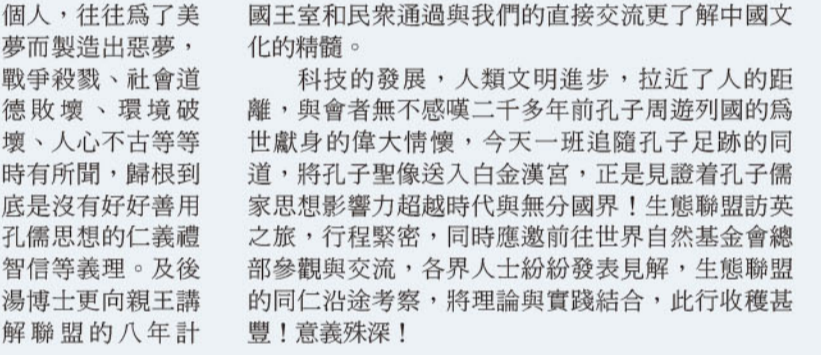 個人，往往爲了美
夢而製造出惡夢，
戰爭殺戮、社會道
德敗壞、環境破
壞、人心不古等等
時有所聞，歸根到
底是沒有好好善用
孔儒思想的仁義禮
智信等義理。及後
湯博士更向親王講
解聯盟的八年計
國王室和民衆通過與我們的直接交流更了解中國文
化的精髓。
科技的發展，人類文明進步，拉近了人的距
離，與會者無不感嘆二千多年前孔子周遊列國的爲
世獻身的偉大情懷，今天一班追隨孔子足跡的同
道，將孔子聖像送入白金漢宮，正是見證着孔子儒
家思想影響力超越時代與無分國界！生態聯盟訪英
之旅，行程緊密，同時應邀前往世界自然基金會總
部參觀與交流，各界人士紛紛發表見解，生態聯盟
的同仁沿途考察，將理論與實踐結合，此行收穫甚
豐！意義殊深！